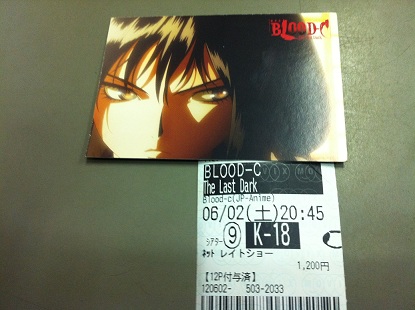 BLOOD-C
BLOOD-C
The Last Dark
Blood-c(JP-Anime)
06/02(土)20:45
シアター ⑨ K-18
ネット レイトショー
1,200円
【12P付与済】
120602- 503-2033